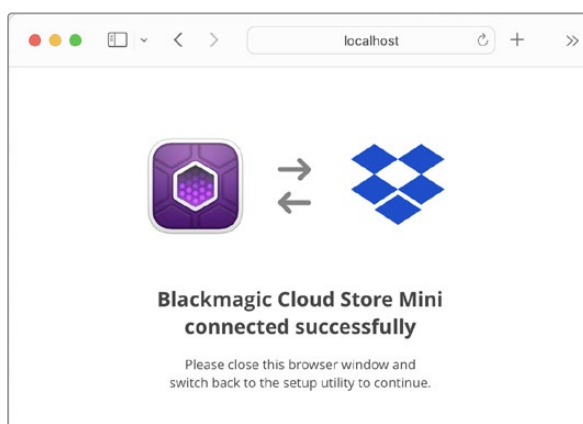 localhost
Blackmagic Cloud Store Mini
connected successfully
Please close this browser window and
switch back to the setup utility to continue.